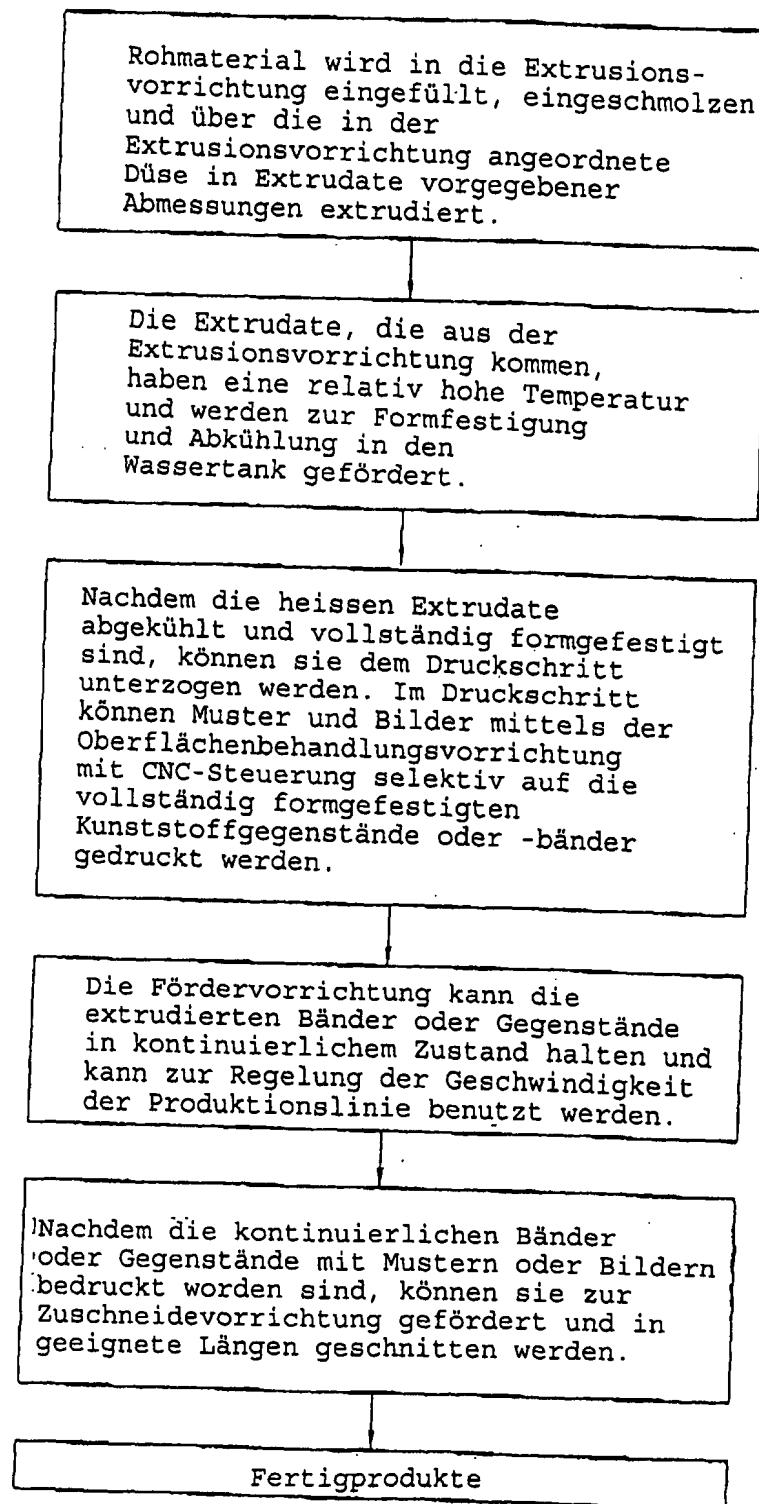 Rohmaterial wird in die Extrusions-
vorrichtung eingefüllt, eingeschmolzen
und über die in der
Extrusionsvorrichtung angeordnete
Düse in Extrudate vorgegebener
Abmessungen extrudiert.
Die Extrudate, die aus der
Extrusionsvorrichtung kommen,
haben eine relativ hohe Temperatur
und werden zur Formfestigung
und Abkühlung in den
Wassertank gefördert.
Nachdem die heissen Extrudate
abgekühlt und vollständig formgefestigt
sind, können sie dem Druckschritt
unterzogen werden. Im Druckschritt
können Muster und Bilder mittels der
Oberflächenbehandlungsvorrichtung
mit CNC-Steuerung selektiv auf die
vollständig formgefestigten
Kunststoffgegenstände oder -bänder
gedruckt werden.
Die Fördervorrichtung kann die
extrudierten Bänder oder Gegenstände
in kontinuierlichem Zustand halten und
kann zur Regelung der Geschwindigkeit
der Produktionslinie benutzt werden.
Nachdem die kontinuierlichen Bänder
oder Gegenstände mit Mustern oder Bildern
bedruckt worden sind, können sie zur
Zuschneidevorrichtung gefördert und in
geeignete Längen geschnitten werden.
Fertigprodukte